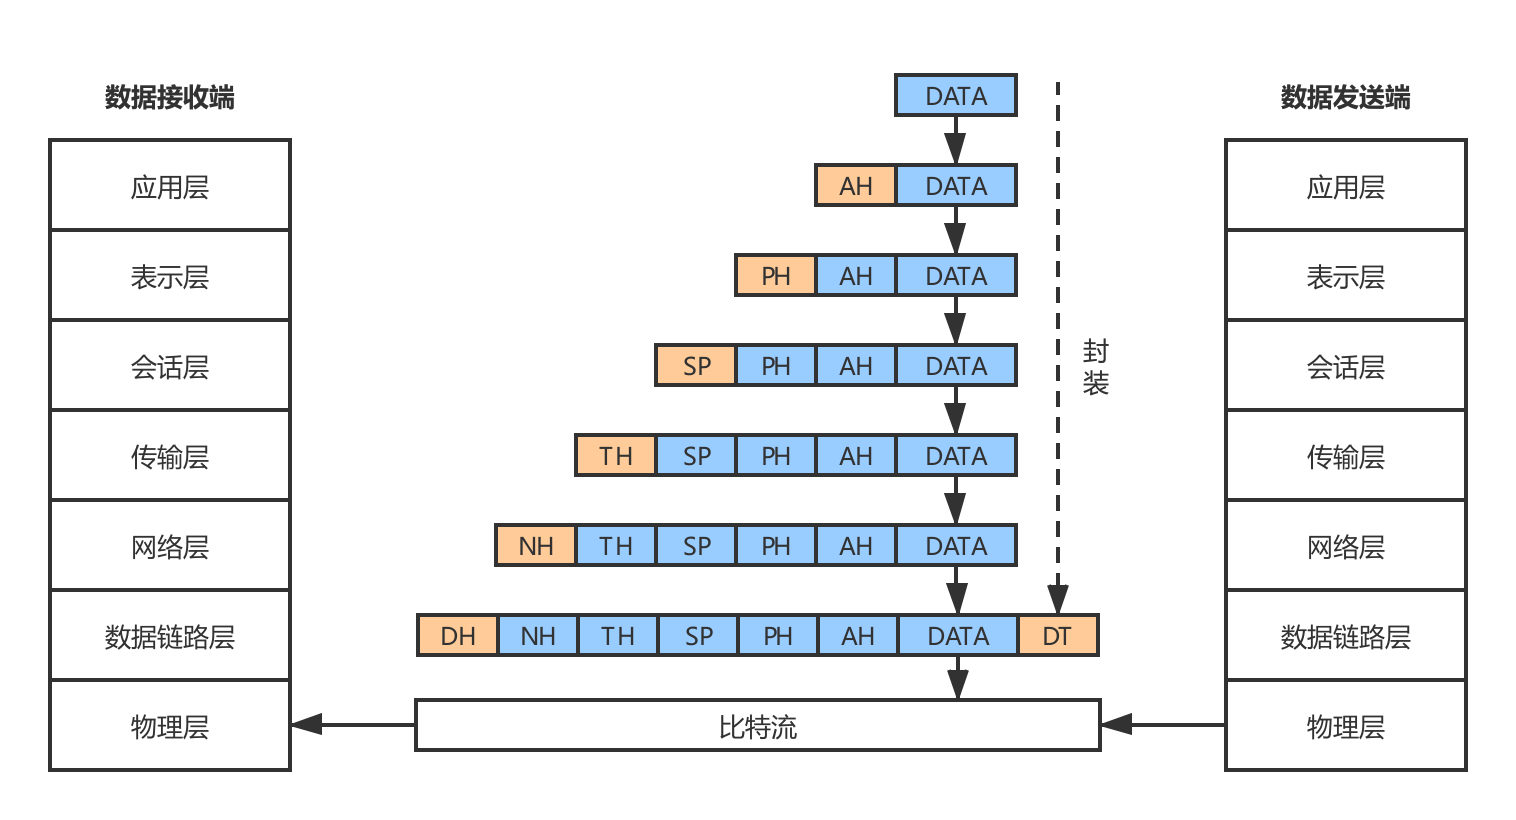 数据接收端
应用层
表示层
会话层
传输层
网络层
数据链路层
物理层
DATA
AH DATA
PH AH DATA
SP PH AH DATA
TH SP PH AH DATA
NH TH SP PH AH DATA
DH NH TH SP PH AH DATA DT
比特流
封
装
数据发送端
应用层
表示层
会话层
传输层
网络层
数据链路层
物理层